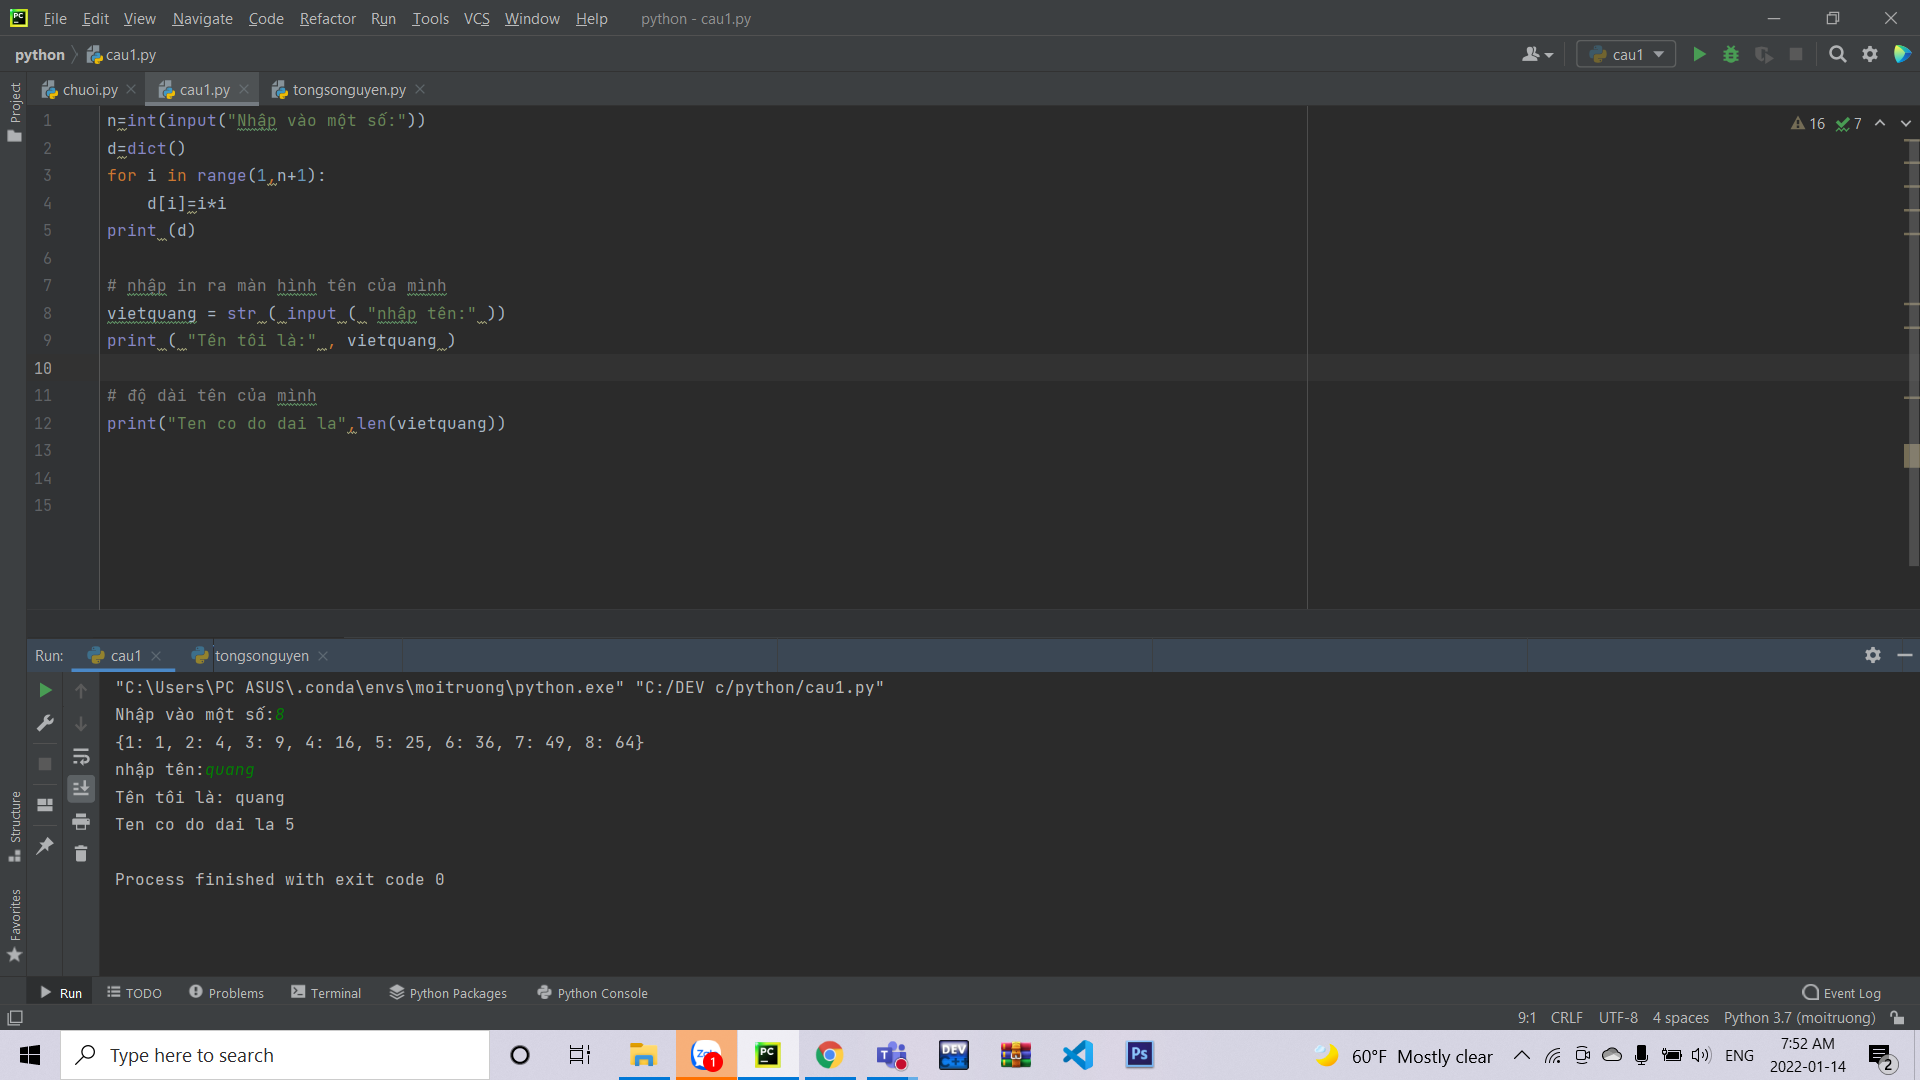 File Edit View Navigate Code Refactor Run Tools VCS Window Help python - cau1.py
python cau1.py cau1
Project
chuoi.py cau1.py tongsonguyen.py
16 7
1 n=int(input("Nhập vào một số:"))
2 d=dict()
3 for i in range(1,n+1):
4 d[i]=i*i
5 print (d)
6
7 # nhập in ra màn hình tên của mình
8 vietquang = str ( input ( "nhập tên:" ))
9 print ( "Tên tôi là:" , vietquang )
10
11 # độ dài tên của mình
12 print("Ten co do dai la",len(vietquang))
13
14
15
Run: cau1 tongsonguyen
"C:\Users\PC ASUS\.conda\envs\moitruong\python.exe" "C:/DEV c/python/cau1.py"
Nhập vào một số:8
{1: 1, 2: 4, 3: 9, 4: 16, 5: 25, 6: 36, 7: 49, 8: 64}
nhập tên:quang
Tên tôi là: quang
Ten co do dai la 5
Process finished with exit code 0
Structure
Favorites
Run TODO Problems Terminal Python Packages Python Console Event Log
9:1 CRLF UTF-8 4 spaces Python 3.7 (moitruong)
Type here to search
60°F Mostly clear ENG
7:52 AM
2022-01-14